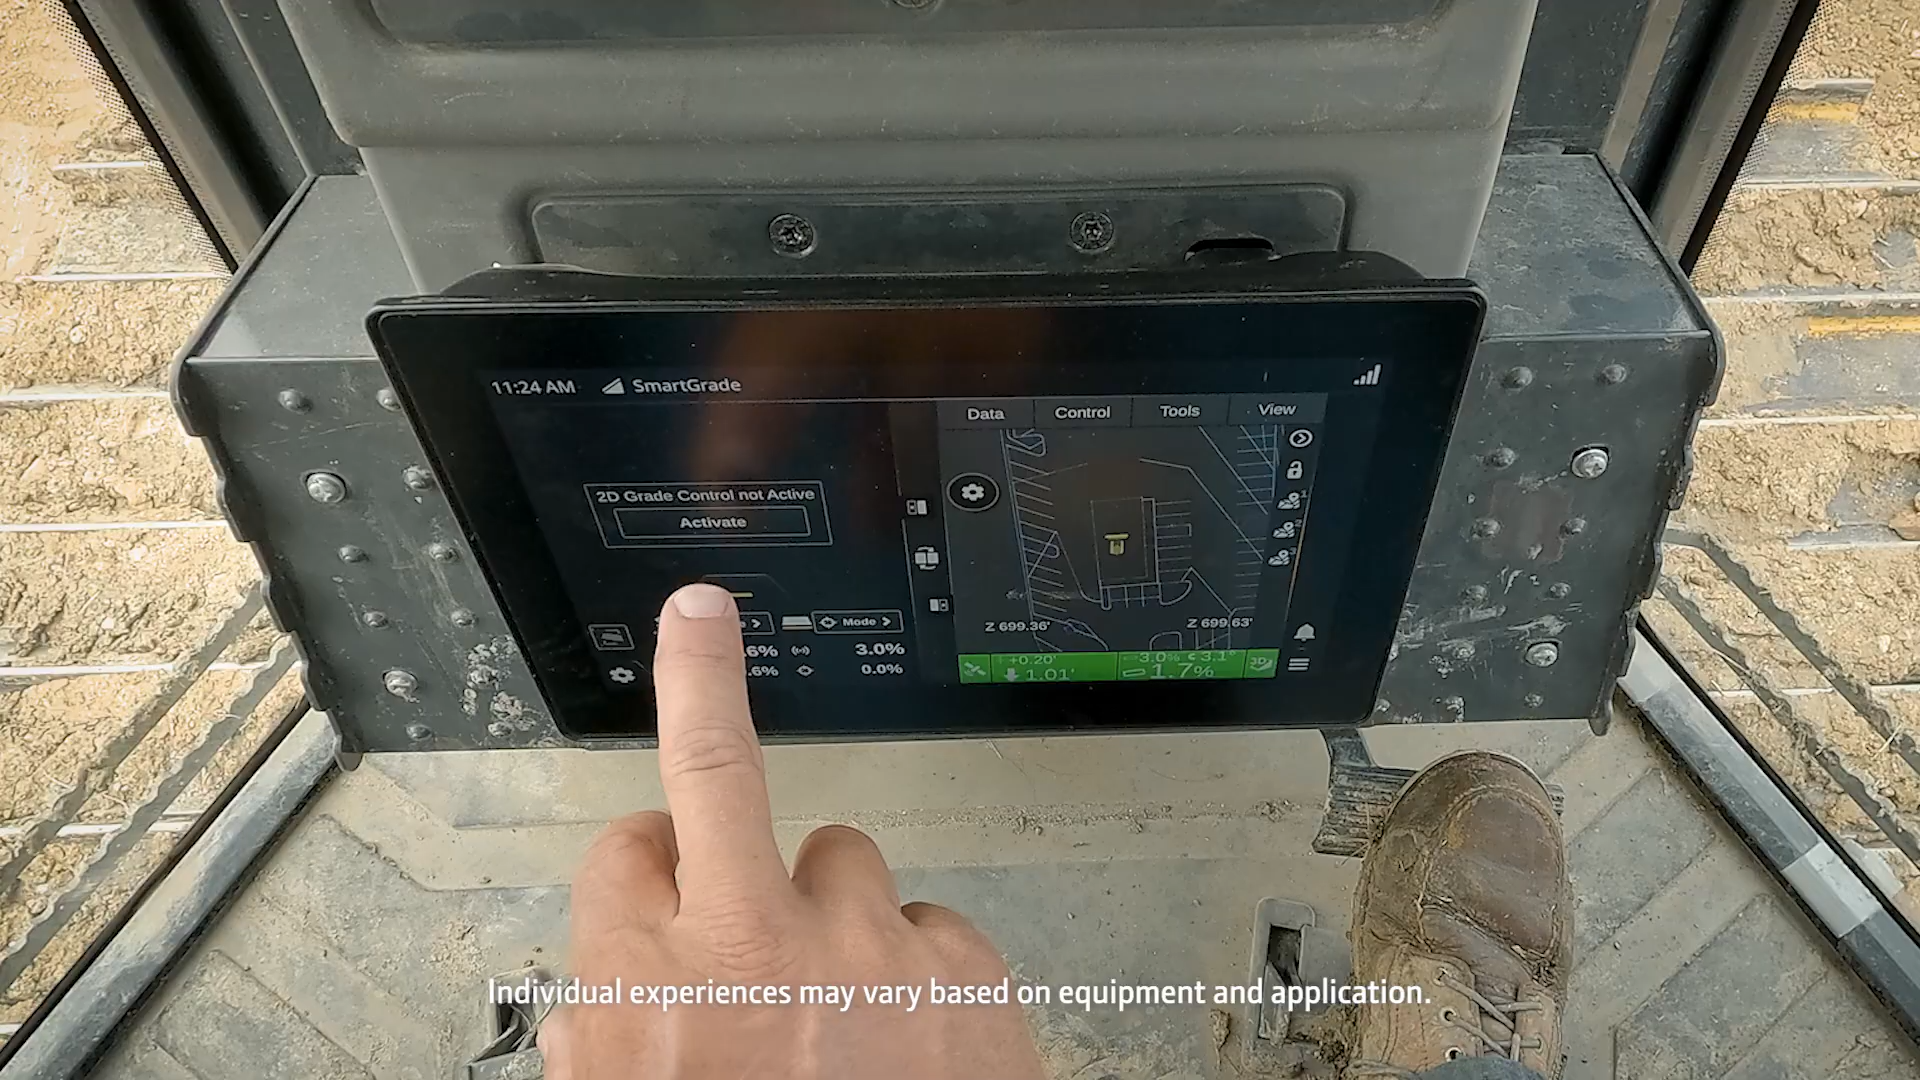 11:24 AM SmartGrade
Data Control Tools View
2D Grade Control not Active
Activate
Mode
Z 699.36' Z 699.63'
.6% 3.0%
.6% 0.0%
+0.20' 3.0% 3.1°
1.01' 1.7% 3D
Individual experiences may vary based on equipment and application.